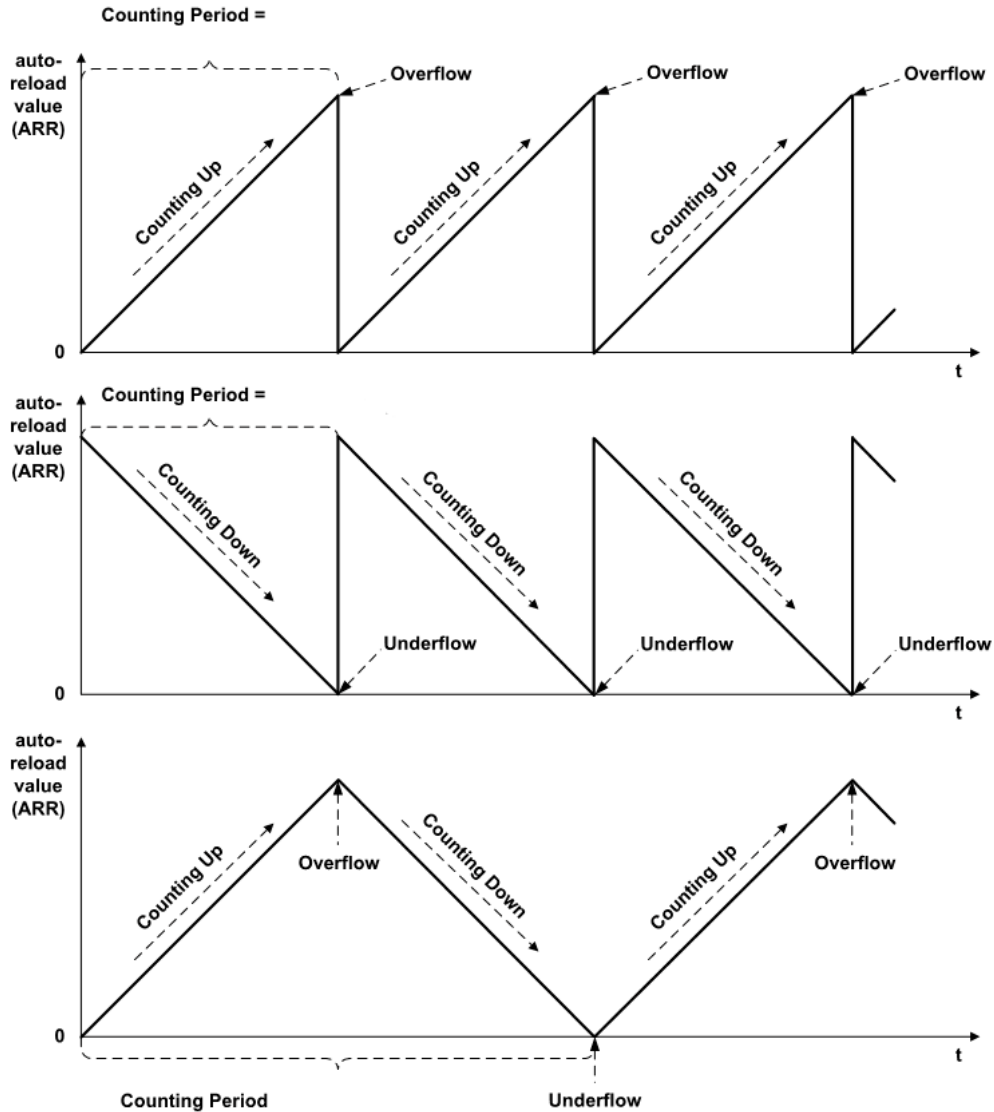 Counting Period =
auto-
reload
value
(ARR)
Overflow
Overflow
Overflow
Counting Up
Counting Up
Counting Up
0
t
auto-
reload
value
(ARR)
Counting Period =
Counting Down
Counting Down
Counting Down
Underflow
Underflow
Underflow
0
t
auto-
reload
value
(ARR)
Counting Up
Overflow
Counting Down
Counting Up
Overflow
0
t
Counting Period
Underflow